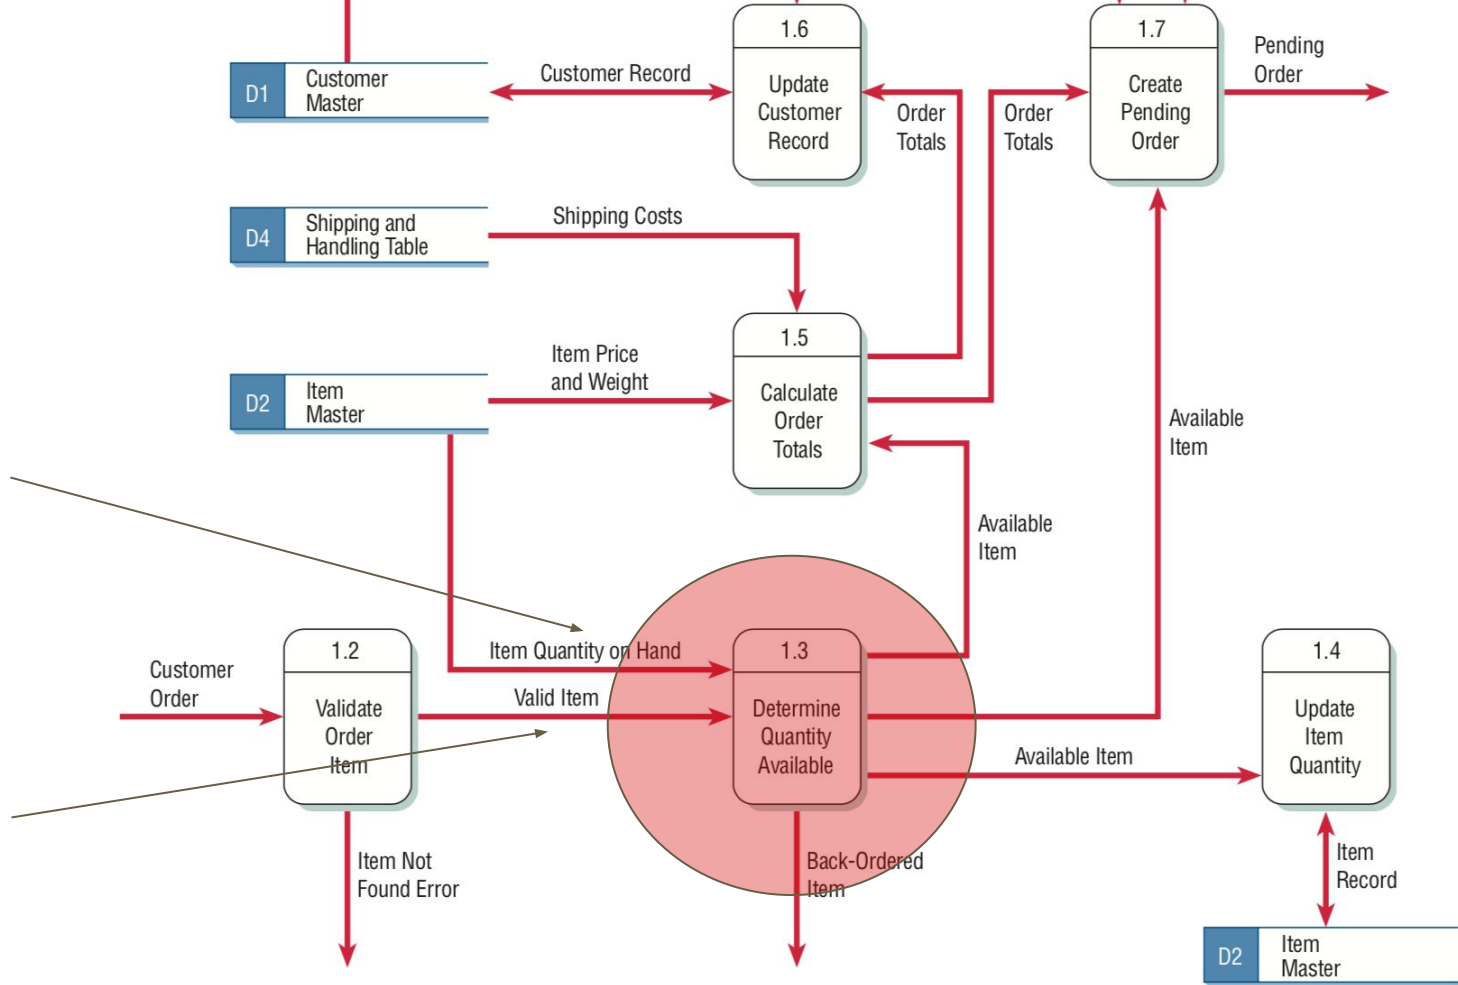 1.6
1.7
Pending
Order
D1
Customer
Master
Customer Record
Update
Customer
Record
Order
Totals
Order
Totals
Create
Pending
Order
D4
Shipping and
Handling Table
Shipping Costs
1.5
Item Price
and Weight
D2
Item
Master
Calculate
Order
Totals
Available
Item
Available
Item
1.2
Item Quantity on Hand
1.3
1.4
Customer
Order
Valid Item
Validate
Order
Item
Determine
Quantity
Available
Available Item
Update
Item
Quantity
Item Not
Found Error
Back-Ordered
Item
Item
Record
D2
Item
Master